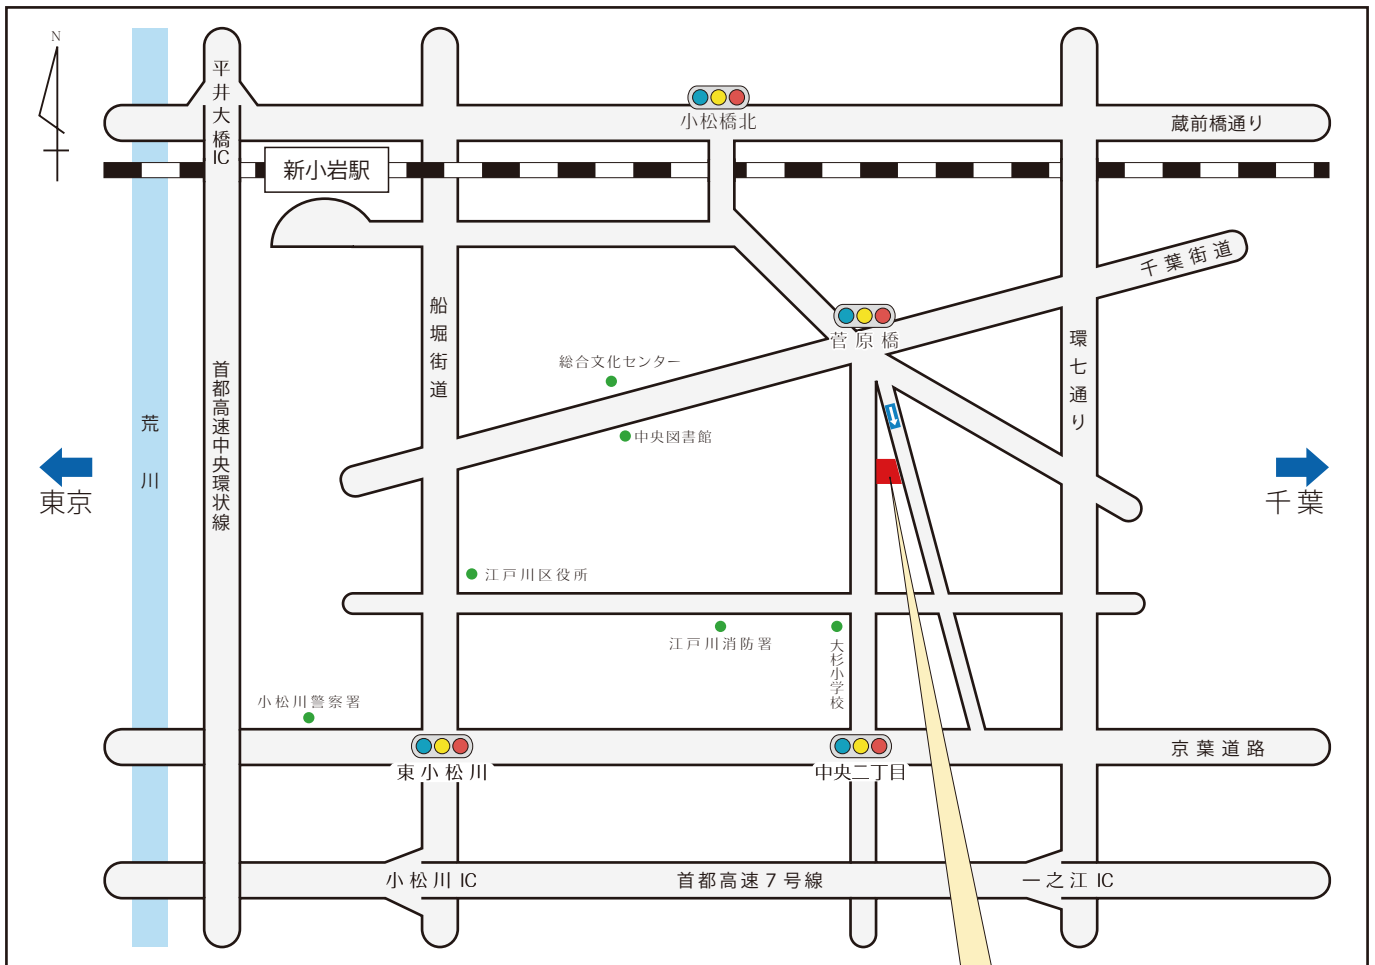 N
平井大橋IC
小松橋北
蔵前橋通り
新小岩駅
千葉街道
船堀街道
菅原橋
環七通り
総合文化センター
首都高速中央環状線
荒川
中央図書館
東京
千葉
江戸川区役所
江戸川消防署
大杉小学校
小松川警察署
東小松川
中央二丁目
京葉道路
小松川IC
首都高速7号線
一之江IC